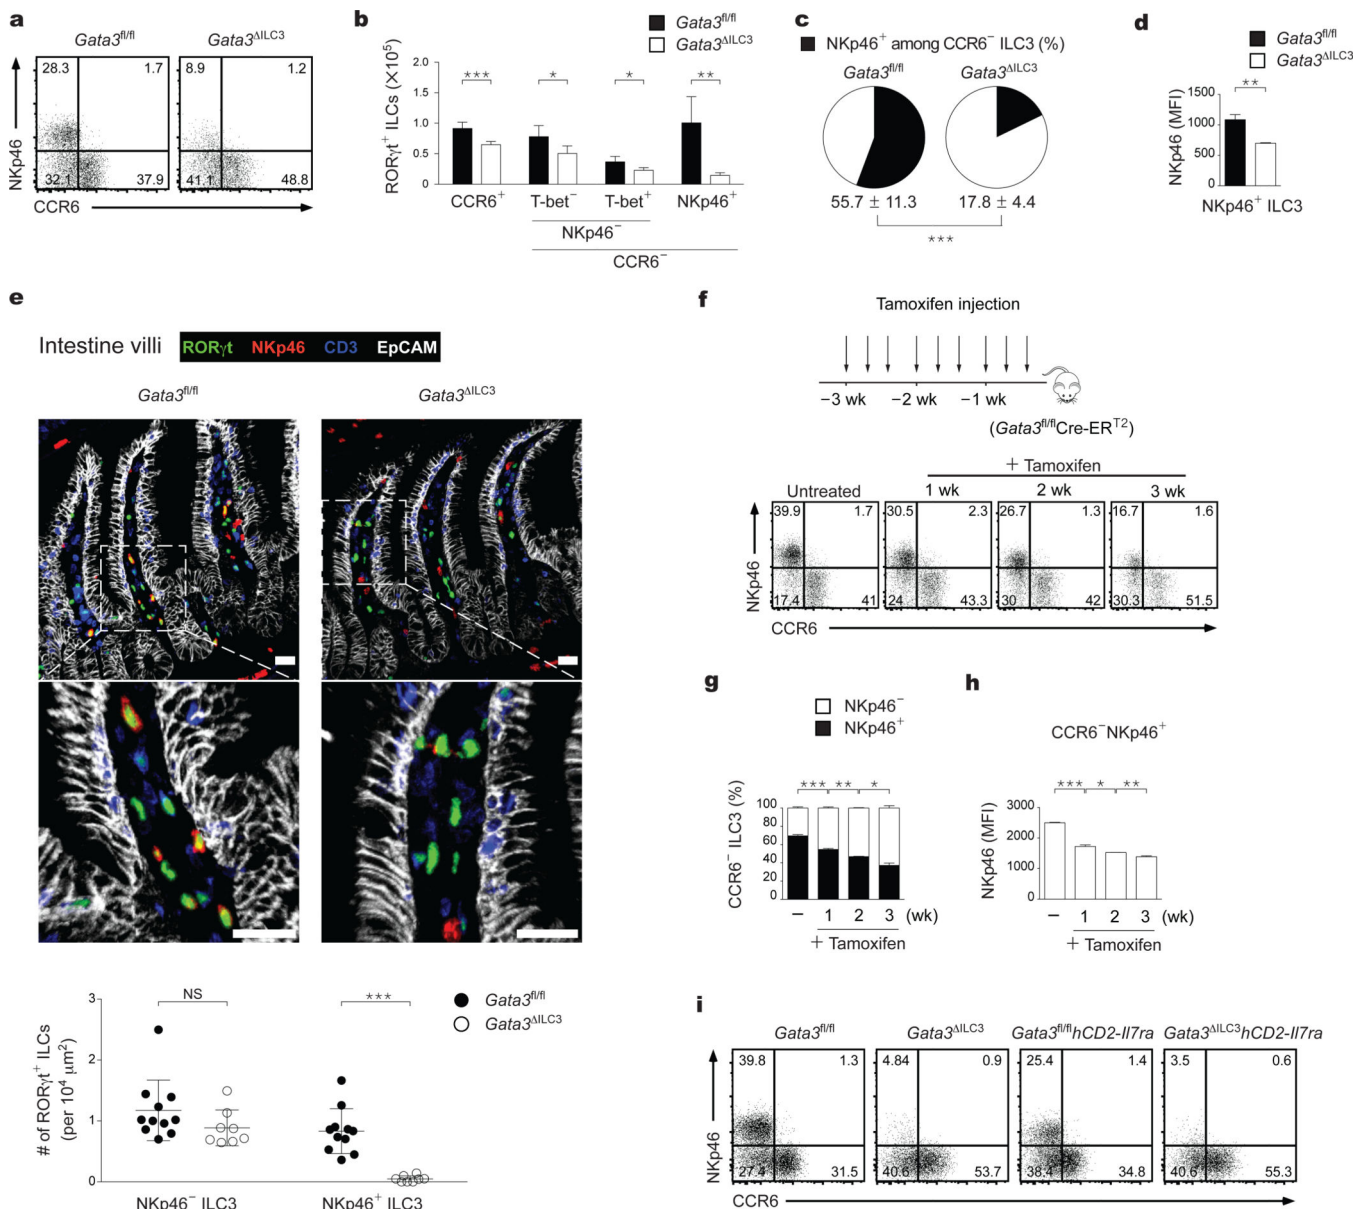 a
Gata3fl/fl
Gata3ΔILC3
28.3 1.7
32.1 37.9
8.9 1.2
41.1 48.8
NKp46
CCR6
b
Gata3fl/fl
Gata3ΔILC3
RORγt+ ILCs (×10⁵)
2.0
1.5
1.0
0.5
0
*** * * **
CCR6+ T-bet− T-bet+ NKp46+
NKp46−
CCR6−
c
NKp46+ among CCR6− ILC3 (%)
Gata3fl/fl Gata3ΔILC3
55.7 ± 11.3 17.8 ± 4.4
***
d
Gata3fl/fl
Gata3ΔILC3
**
NKp46 (MFI)
1500
1000
500
0
NKp46+ ILC3
e
Intestine villi RORγt NKp46 CD3 EpCAM
Gata3fl/fl Gata3ΔILC3
# of RORγt+ ILCs
(per 10⁴ μm²)
3
2
1
0
NS ***
Gata3fl/fl
Gata3ΔILC3
NKp46− ILC3 NKp46+ ILC3
f
Tamoxifen injection
−3 wk −2 wk −1 wk
(Gata3fl/flCre-ERT2)
+ Tamoxifen
Untreated 1 wk 2 wk 3 wk
39.9 1.7 30.5 2.3 26.7 1.3 16.7 1.6
17.4 41 24 43.3 30 42 30.3 51.5
NKp46
CCR6
g
NKp46−
NKp46+
*** ** *
CCR6− ILC3 (%)
100
80
60
40
20
0
− 1 2 3 (wk)
+ Tamoxifen
h
CCR6−NKp46+
*** * **
NKp46 (MFI)
3000
2000
1000
0
− 1 2 3 (wk)
+ Tamoxifen
i
Gata3fl/fl Gata3ΔILC3 Gata3fl/flhCD2-Il7ra Gata3ΔILC3hCD2-Il7ra
39.8 1.3 4.84 0.9 25.4 1.4 3.5 0.6
27.4 31.5 40.6 53.7 38.4 34.8 40.6 55.3
NKp46
CCR6